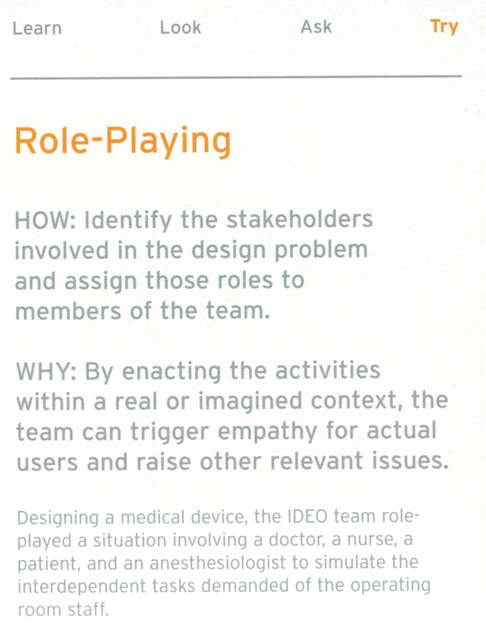 Learn Look Ask Try
Role-Playing
HOW: Identify the stakeholders
involved in the design problem
and assign those roles to
members of the team.
WHY: By enacting the activities
within a real or imagined context, the
team can trigger empathy for actual
users and raise other relevant issues.
Designing a medical device, the IDEO team role-
played a situation involving a doctor, a nurse, a
patient, and an anesthesiologist to simulate the
interdependent tasks demanded of the operating
room staff.